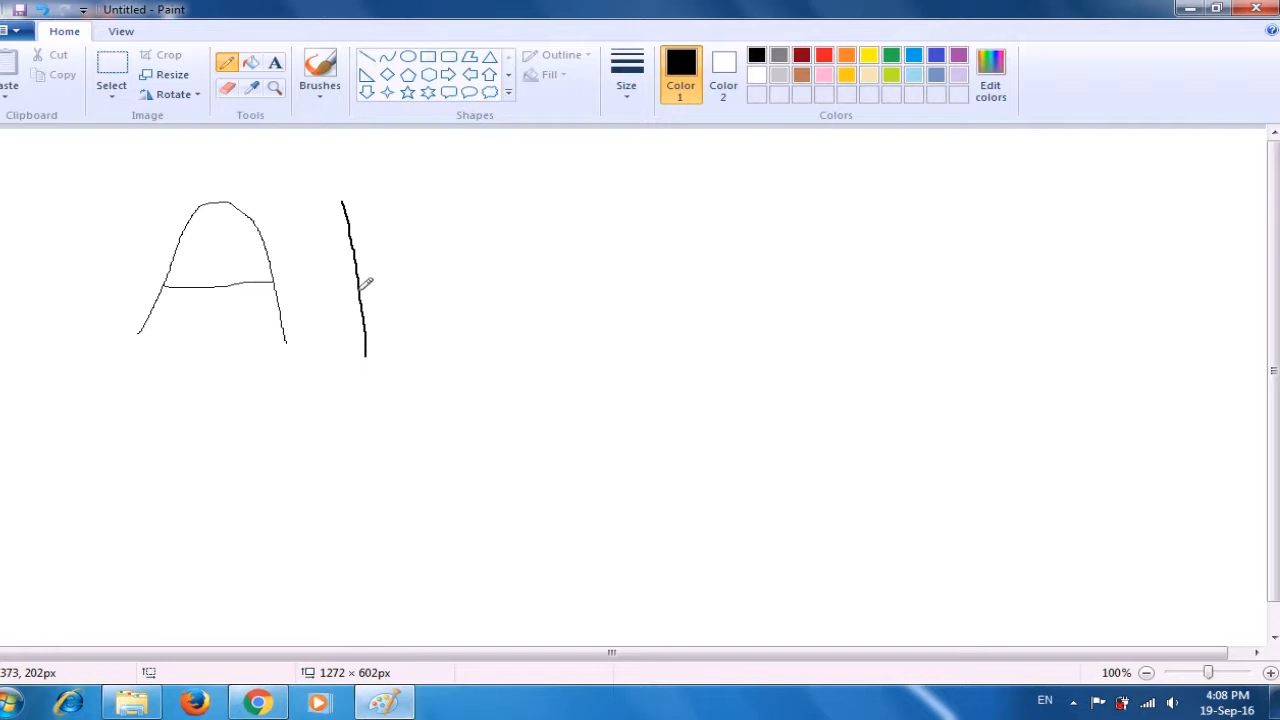 Untitled - Paint
Home View
Cut
Copy
Clipboard
Select
Crop
Resize
Rotate
Image
Tools
Brushes
Shapes
Outline
Fill
Size
Color 1
Color 2
Edit colors
Colors
A
373, 202px
1272 × 602px
100%
EN
4:08 PM
19-Sep-16